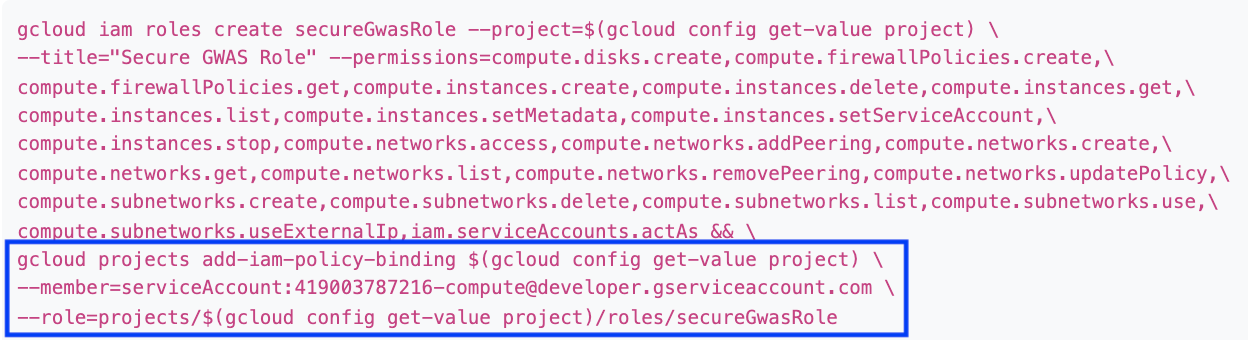 gcloud iam roles create secureGwasRole --project=$(gcloud config get-value project) \
--title="Secure GWAS Role" --permissions=compute.disks.create,compute.firewallPolicies.create,\
compute.firewallPolicies.get,compute.instances.create,compute.instances.delete,compute.instances.get,\
compute.instances.list,compute.instances.setMetadata,compute.instances.setServiceAccount,\
compute.instances.stop,compute.networks.access,compute.networks.addPeering,compute.networks.create,\
compute.networks.get,compute.networks.list,compute.networks.removePeering,compute.networks.updatePolicy,\
compute.subnetworks.create,compute.subnetworks.delete,compute.subnetworks.list,compute.subnetworks.use,\
compute.subnetworks.useExternalIp,iam.serviceAccounts.actAs && \
gcloud projects add-iam-policy-binding $(gcloud config get-value project) \
--member=serviceAccount:419003787216-compute@developer.gserviceaccount.com \
--role=projects/$(gcloud config get-value project)/roles/secureGwasRole